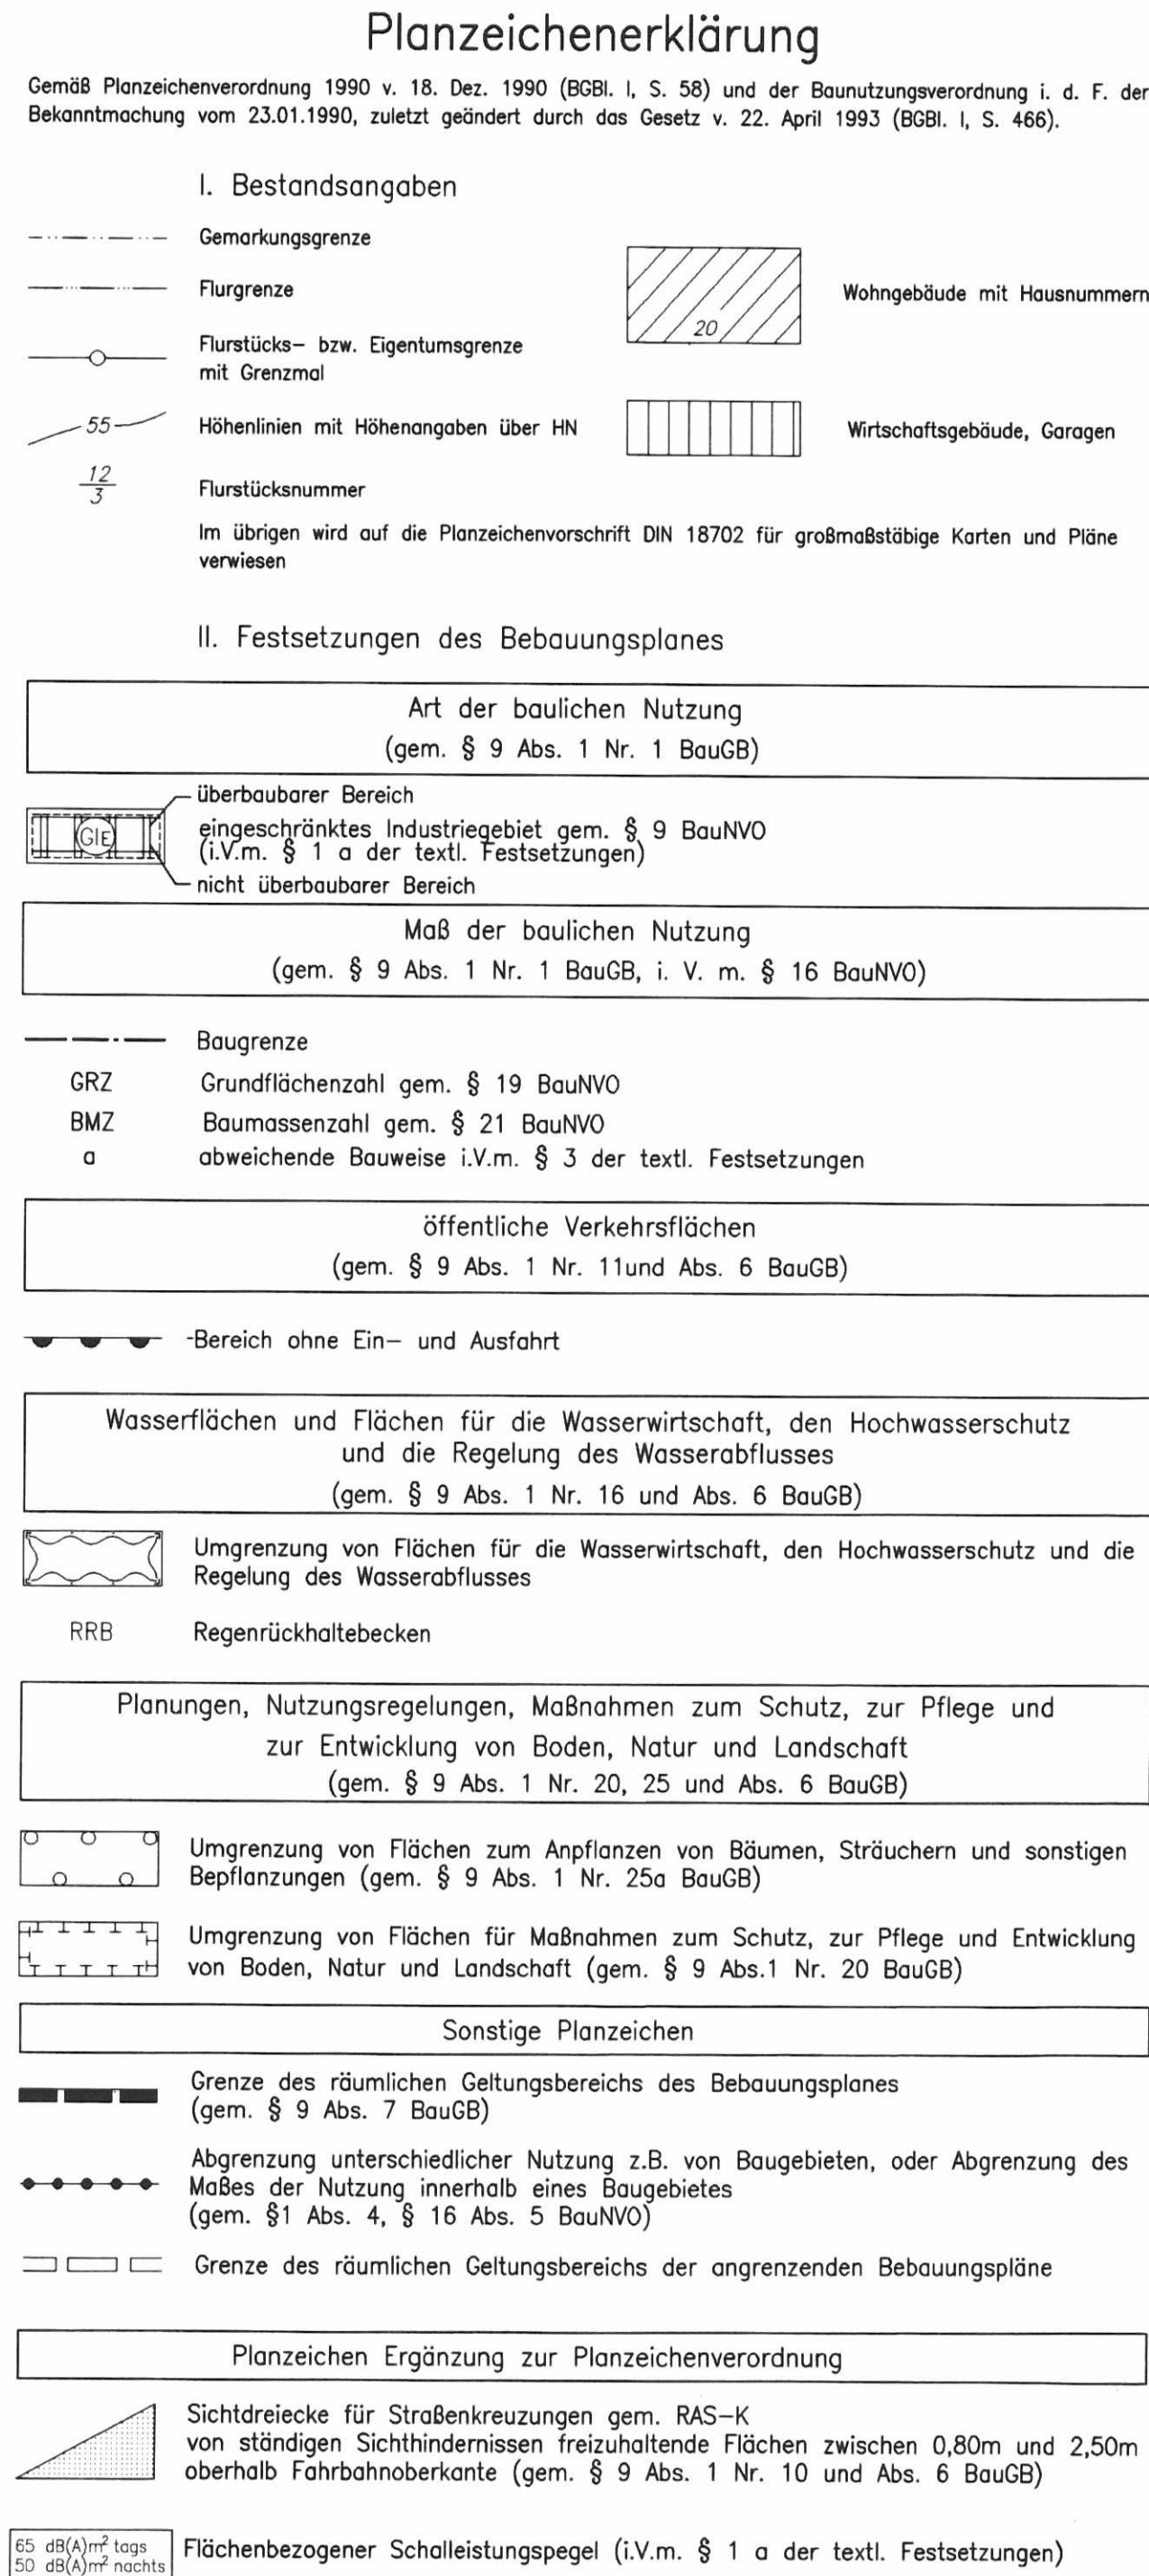 Planzeichenerklärung
Gemäß Planzeichenverordnung 1990 v. 18. Dez. 1990 (BGBl. I, S. 58) und der Baunutzungsverordnung i. d. F. der
Bekanntmachung vom 23.01.1990, zuletzt geändert durch das Gesetz v. 22. April 1993 (BGBl. I, S. 466).
I. Bestandsangaben
Gemarkungsgrenze
Flurgrenze
20
Wohngebäude mit Hausnummern
Flurstücks- bzw. Eigentumsgrenze
mit Grenzmal
55
Höhenlinien mit Höhenangaben über HN
Wirtschaftsgebäude, Garagen
12
3
Flurstücksnummer
Im übrigen wird auf die Planzeichenvorschrift DIN 18702 für großmaßstäbige Karten und Pläne
verwiesen
II. Festsetzungen des Bebauungsplanes
Art der baulichen Nutzung
(gem. § 9 Abs. 1 Nr. 1 BauGB)
überbaubarer Bereich
GIE
eingeschränktes Industriegebiet gem. § 9 BauNVO
(i.V.m. § 1 a der textl. Festsetzungen)
nicht überbaubarer Bereich
Maß der baulichen Nutzung
(gem. § 9 Abs. 1 Nr. 1 BauGB, i. V. m. § 16 BauNVO)
Baugrenze
GRZ Grundflächenzahl gem. § 19 BauNVO
BMZ Baumassenzahl gem. § 21 BauNVO
a abweichende Bauweise i.V.m. § 3 der textl. Festsetzungen
öffentliche Verkehrsflächen
(gem. § 9 Abs. 1 Nr. 11und Abs. 6 BauGB)
-Bereich ohne Ein- und Ausfahrt
Wasserflächen und Flächen für die Wasserwirtschaft, den Hochwasserschutz
und die Regelung des Wasserabflusses
(gem. § 9 Abs. 1 Nr. 16 und Abs. 6 BauGB)
Umgrenzung von Flächen für die Wasserwirtschaft, den Hochwasserschutz und die
Regelung des Wasserabflusses
RRB Regenrückhaltebecken
Planungen, Nutzungsregelungen, Maßnahmen zum Schutz, zur Pflege und
zur Entwicklung von Boden, Natur und Landschaft
(gem. § 9 Abs. 1 Nr. 20, 25 und Abs. 6 BauGB)
Umgrenzung von Flächen zum Anpflanzen von Bäumen, Sträuchern und sonstigen
Bepflanzungen (gem. § 9 Abs. 1 Nr. 25a BauGB)
Umgrenzung von Flächen für Maßnahmen zum Schutz, zur Pflege und Entwicklung
von Boden, Natur und Landschaft (gem. § 9 Abs.1 Nr. 20 BauGB)
Sonstige Planzeichen
Grenze des räumlichen Geltungsbereichs des Bebauungsplanes
(gem. § 9 Abs. 7 BauGB)
Abgrenzung unterschiedlicher Nutzung z.B. von Baugebieten, oder Abgrenzung des
Maßes der Nutzung innerhalb eines Baugebietes
(gem. §1 Abs. 4, § 16 Abs. 5 BauNVO)
Grenze des räumlichen Geltungsbereichs der angrenzenden Bebauungspläne
Planzeichen Ergänzung zur Planzeichenverordnung
Sichtdreiecke für Straßenkreuzungen gem. RAS-K
von ständigen Sichthindernissen freizuhaltende Flächen zwischen 0,80m und 2,50m
oberhalb Fahrbahnoberkante (gem. § 9 Abs. 1 Nr. 10 und Abs. 6 BauGB)
65 dB(A)m² tags
50 dB(A)m² nachts
Flächenbezogener Schalleistungspegel (i.V.m. § 1 a der textl. Festsetzungen)